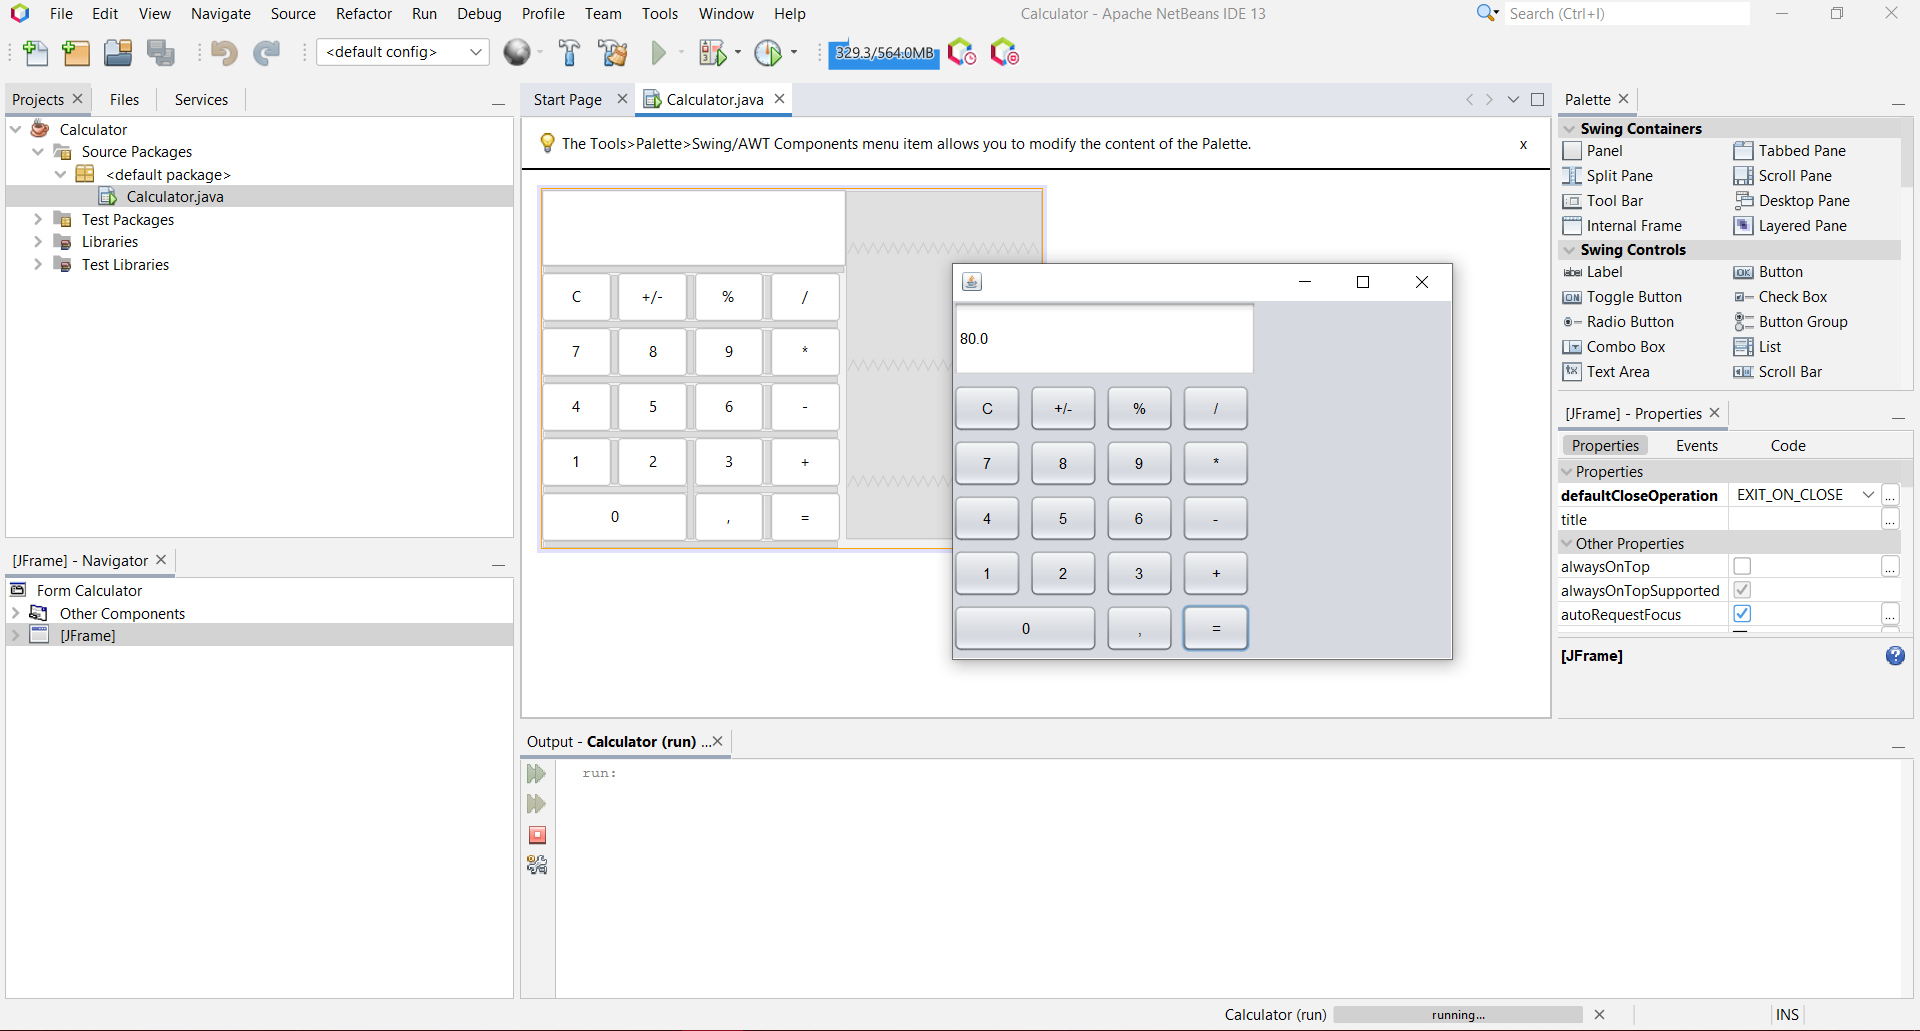 File Edit View Navigate Source Refactor Run Debug Profile Team Tools Window Help
Calculator - Apache NetBeans IDE 13
Search (Ctrl+I)
<default config>
329.3/564.0MB
Projects Files Services
Calculator
Source Packages
<default package>
Calculator.java
Test Packages
Libraries
Test Libraries
[JFrame] - Navigator
Form Calculator
Other Components
[JFrame]
Start Page Calculator.java
The Tools>Palette>Swing/AWT Components menu item allows you to modify the content of the Palette. x
C +/- % /
7 8 9 *
4 5 6 -
1 2 3 +
0 , =
80.0
C +/- % /
7 8 9 *
4 5 6 -
1 2 3 +
0 , =
Output - Calculator (run) ...
run:
Palette
Swing Containers
Panel Tabbed Pane
Split Pane Scroll Pane
Tool Bar Desktop Pane
Internal Frame Layered Pane
Swing Controls
Label Button
Toggle Button Check Box
Radio Button Button Group
Combo Box List
Text Area Scroll Bar
[JFrame] - Properties
Properties Events Code
Properties
defaultCloseOperation EXIT_ON_CLOSE ...
title ...
Other Properties
alwaysOnTop ...
alwaysOnTopSupported
autoRequestFocus ...
[JFrame]
Calculator (run) running... INS